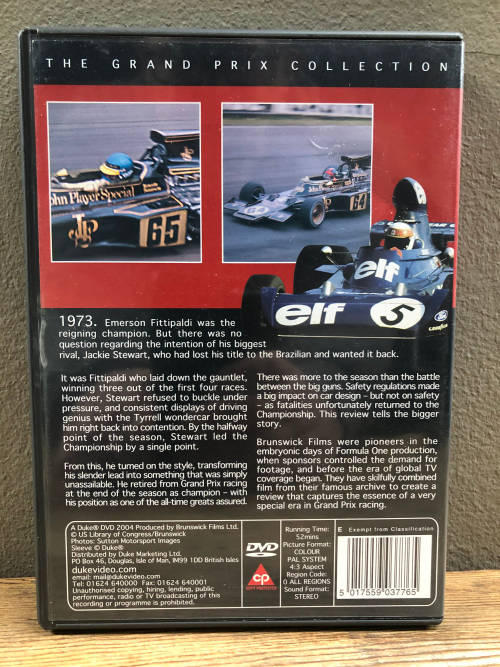 THE GRAND PRIX COLLECTION
John Player Special
JPS
65
64
elf
elf
5
Ford
GOODYEAR
1973. Emerson Fittipaldi was the
reigning champion. But there was no
question regarding the intention of his biggest
rival, Jackie Stewart, who had lost his title to the Brazilian and wanted it back.
It was Fittipaldi who laid down the gauntlet,
winning three out of the first four races.
However, Stewart refused to buckle under
pressure, and consistent displays of driving
genius with the Tyrrell wondercar brought
him right back into contention. By the halfway
point of the season, Stewart led the
Championship by a single point.
From this, he turned on the style, transforming
his slender lead into something that was simply
unassailable. He retired from Grand Prix racing
at the end of the season as champion – with
his position as one of the all-time greats assured.
There was more to the season than the battle
between the big guns. Safety regulations made
a big impact on car design – but not on safety
– as fatalities unfortunately returned to the
Championship. This review tells the bigger
story.
Brunswick Films were pioneers in the
embryonic days of Formula One production,
when sponsors controlled the demand for
footage, and before the era of global TV
coverage began. They have skilfully combined
film from their famous archive to create a
review that captures the essence of a very
special era in Grand Prix racing.
A Duke® DVD 2004 Produced by Brunswick Films Ltd.
© US Library of Congress/Brunswick
Photos: Sutton Motorsport Images
Sleeve © Duke®
Distributed by Duke Marketing Ltd.
PO Box 46, Douglas, Isle of Man, IM99 1DD British Isles
dukevideo.com
email: mail@dukevideo.com
Tel: 01624 640000 Fax: 01624 640001
Unauthorised copying, hiring, lending, public
performance, radio or TV broadcasting of this
recording or programme is prohibited.
DVD
VIDEO
cp
COPY PROTECTED
Running Time:
52mins
Picture Format:
COLOUR
PAL SYSTEM
4:3 Aspect
Region Code:
0 ALL REGIONS
Sound Format:
STEREO
E Exempt from Classification
5 017559 037765